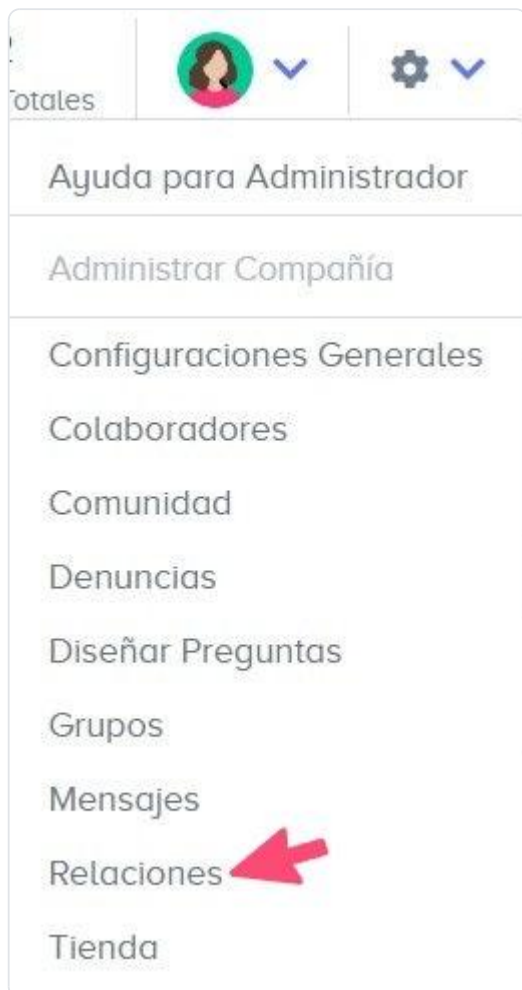 Totales
Ayuda para Administrador
Administrar Compañía
Configuraciones Generales
Colaboradores
Comunidad
Denuncias
Diseñar Preguntas
Grupos
Mensajes
Relaciones
Tienda